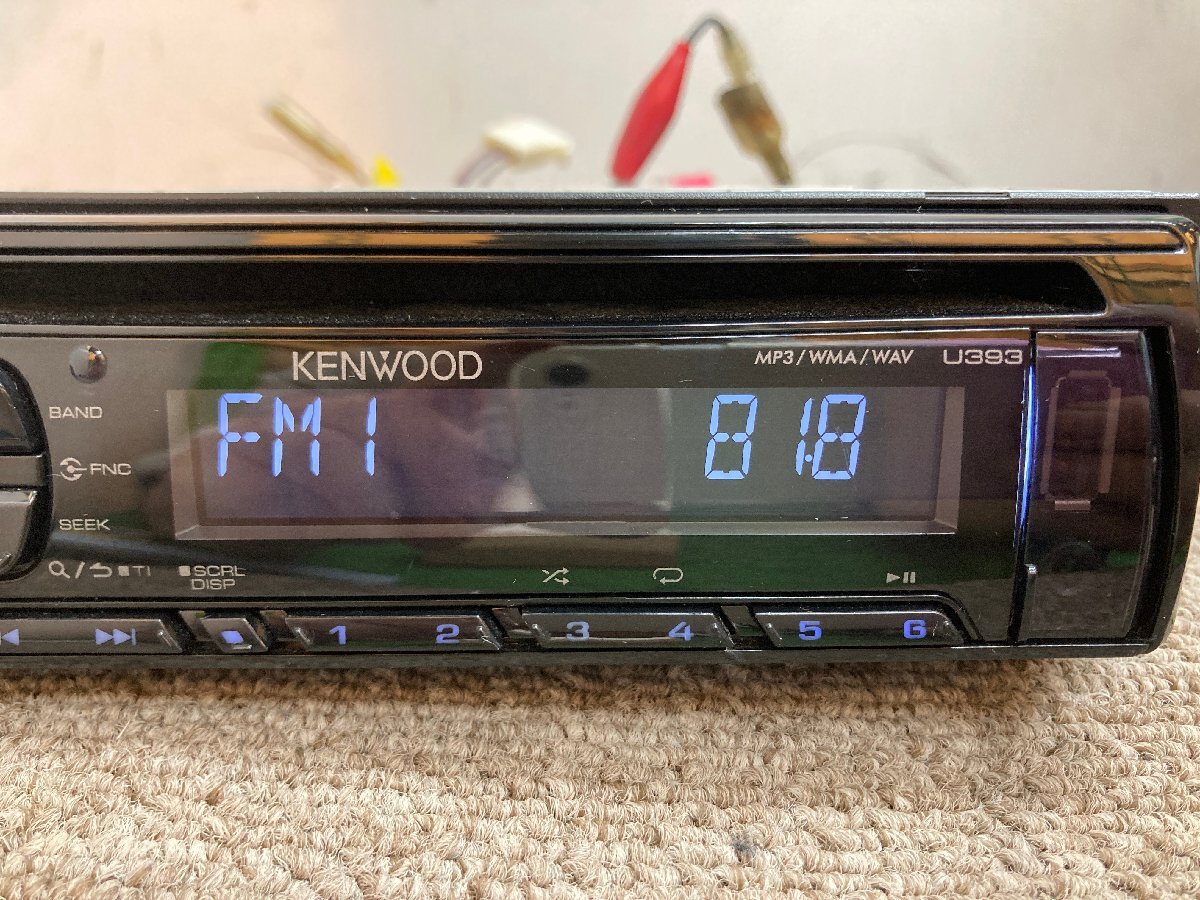 KENWOOD
MP3/WMA/WAV U393
BAND
FM1 81.8
FNC
SEEK
TI
SCRL
DISP
1 2 3 4 5 6